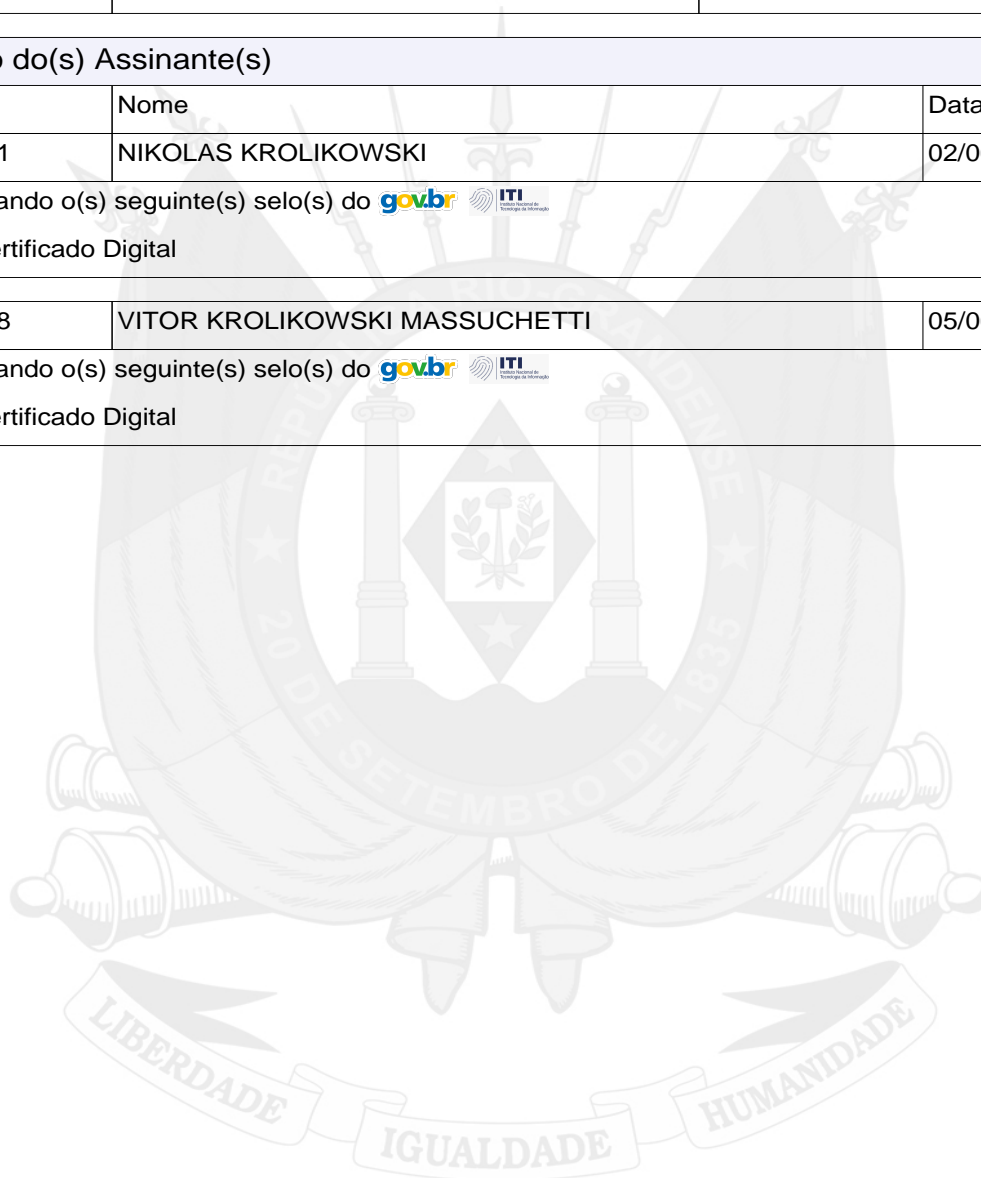 o do(s) Assinante(s)
Nome Data
1 NIKOLAS KROLIKOWSKI 02/0
ando o(s) seguinte(s) selo(s) do gov.br ITI
ertificado Digital
8 VITOR KROLIKOWSKI MASSUCHETTI 05/0
ando o(s) seguinte(s) selo(s) do gov.br ITI
ertificado Digital
REPUBLICA RIO-GRANDENSE
20 DE SETEMBRO DE 1835
LIBERDADE
IGUALDADE
HUMANIDADE